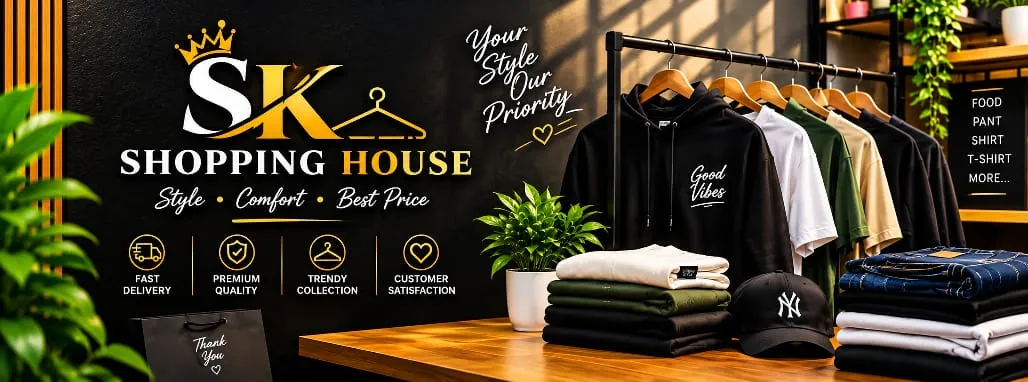 SK
SHOPPING HOUSE
Style • Comfort • Best Price
FAST
DELIVERY
PREMIUM
QUALITY
TRENDY
COLLECTION
CUSTOMER
SATISFACTION
Thank
You
Your
Style
Our
Priority
Good
Vibes
NY
FOOD
PANT
SHIRT
T-SHIRT
MORE...